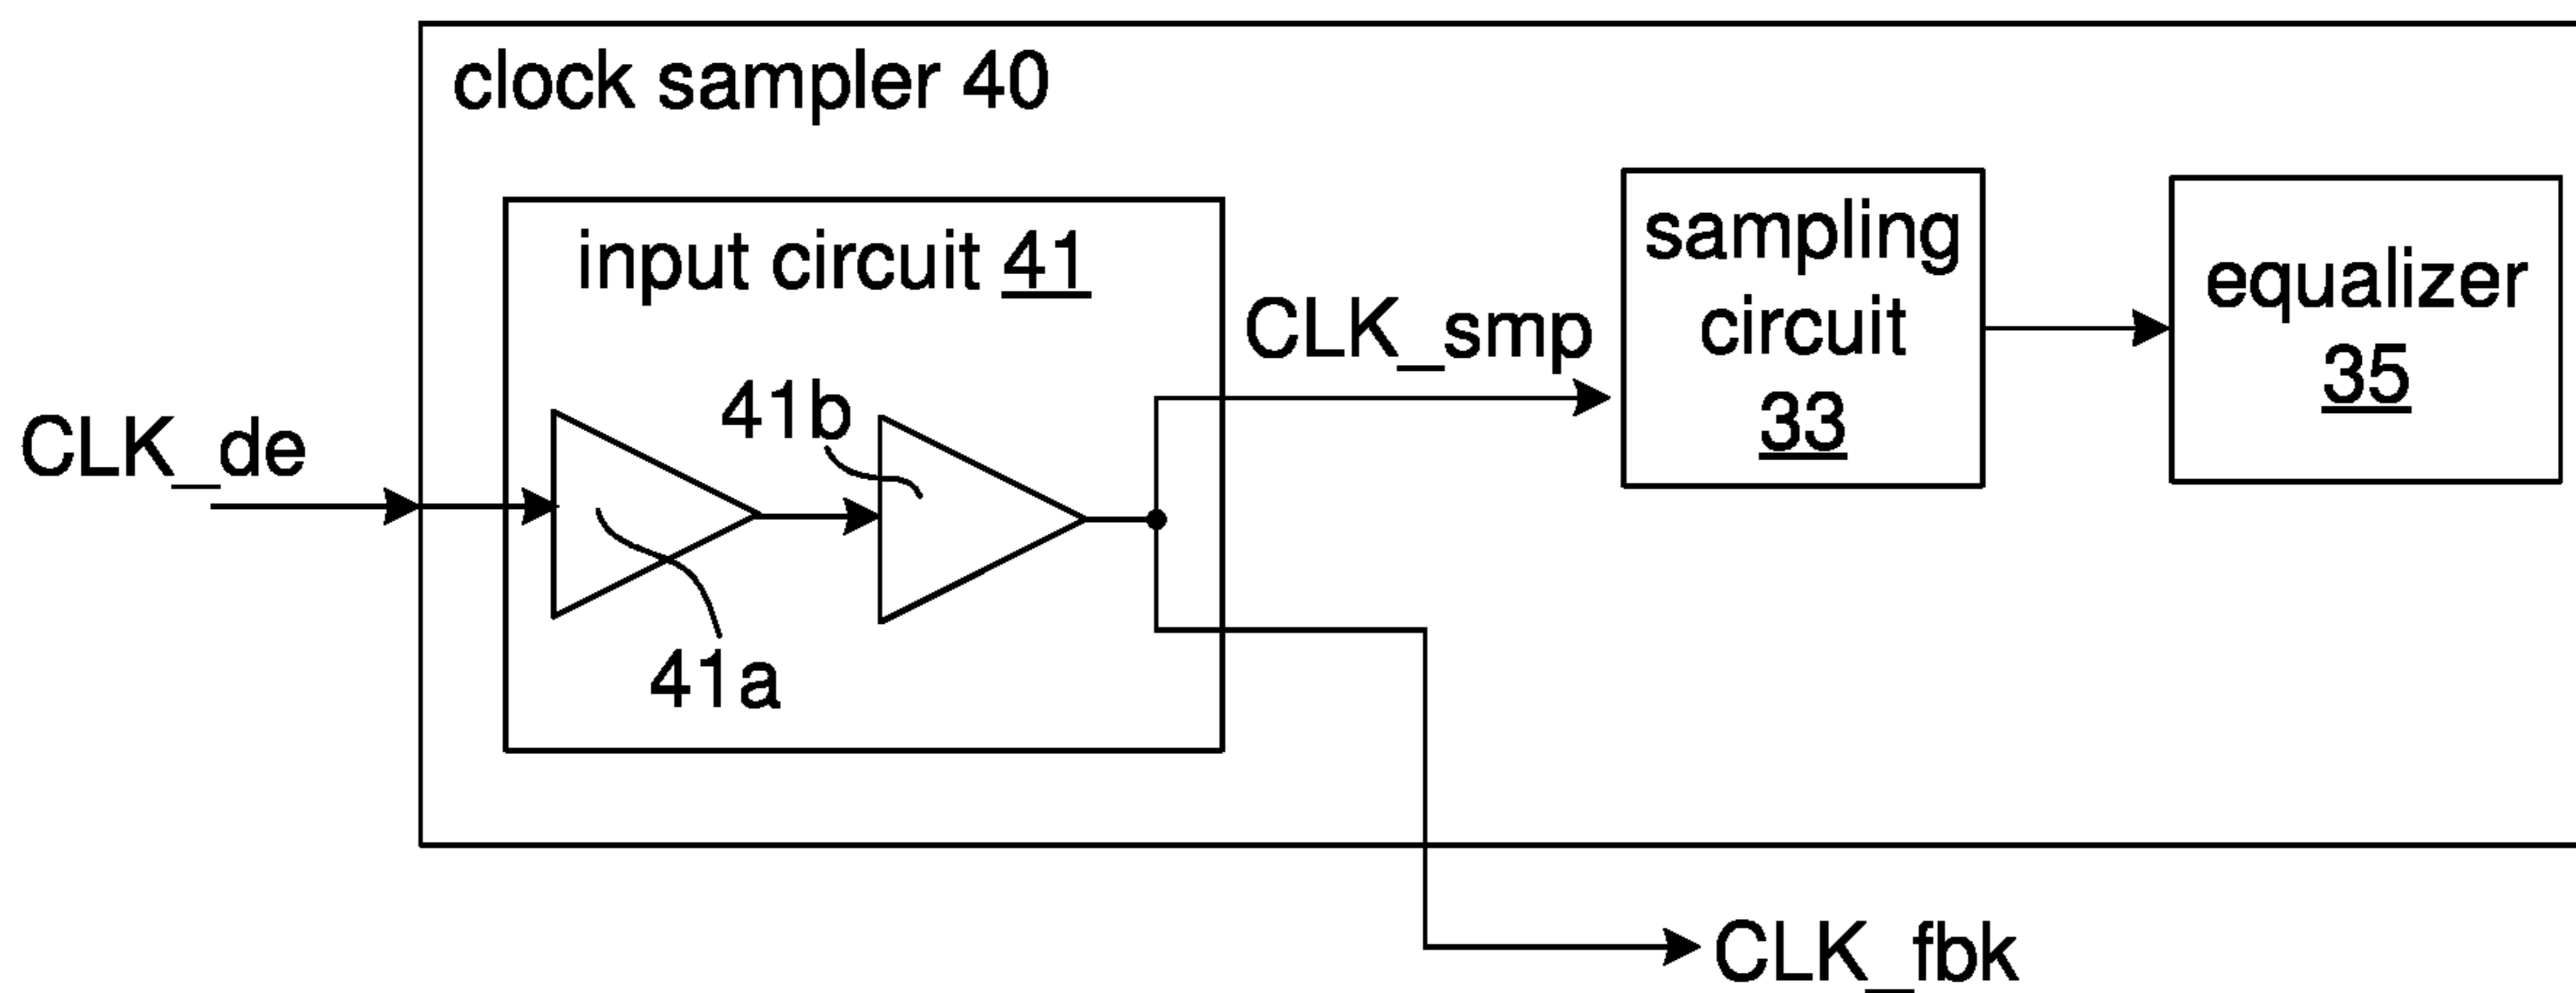 clock sampler 40
input circuit 41
sampling
circuit
33
equalizer
35
CLK_smp
41b
CLK_de
41a
CLK_fbk